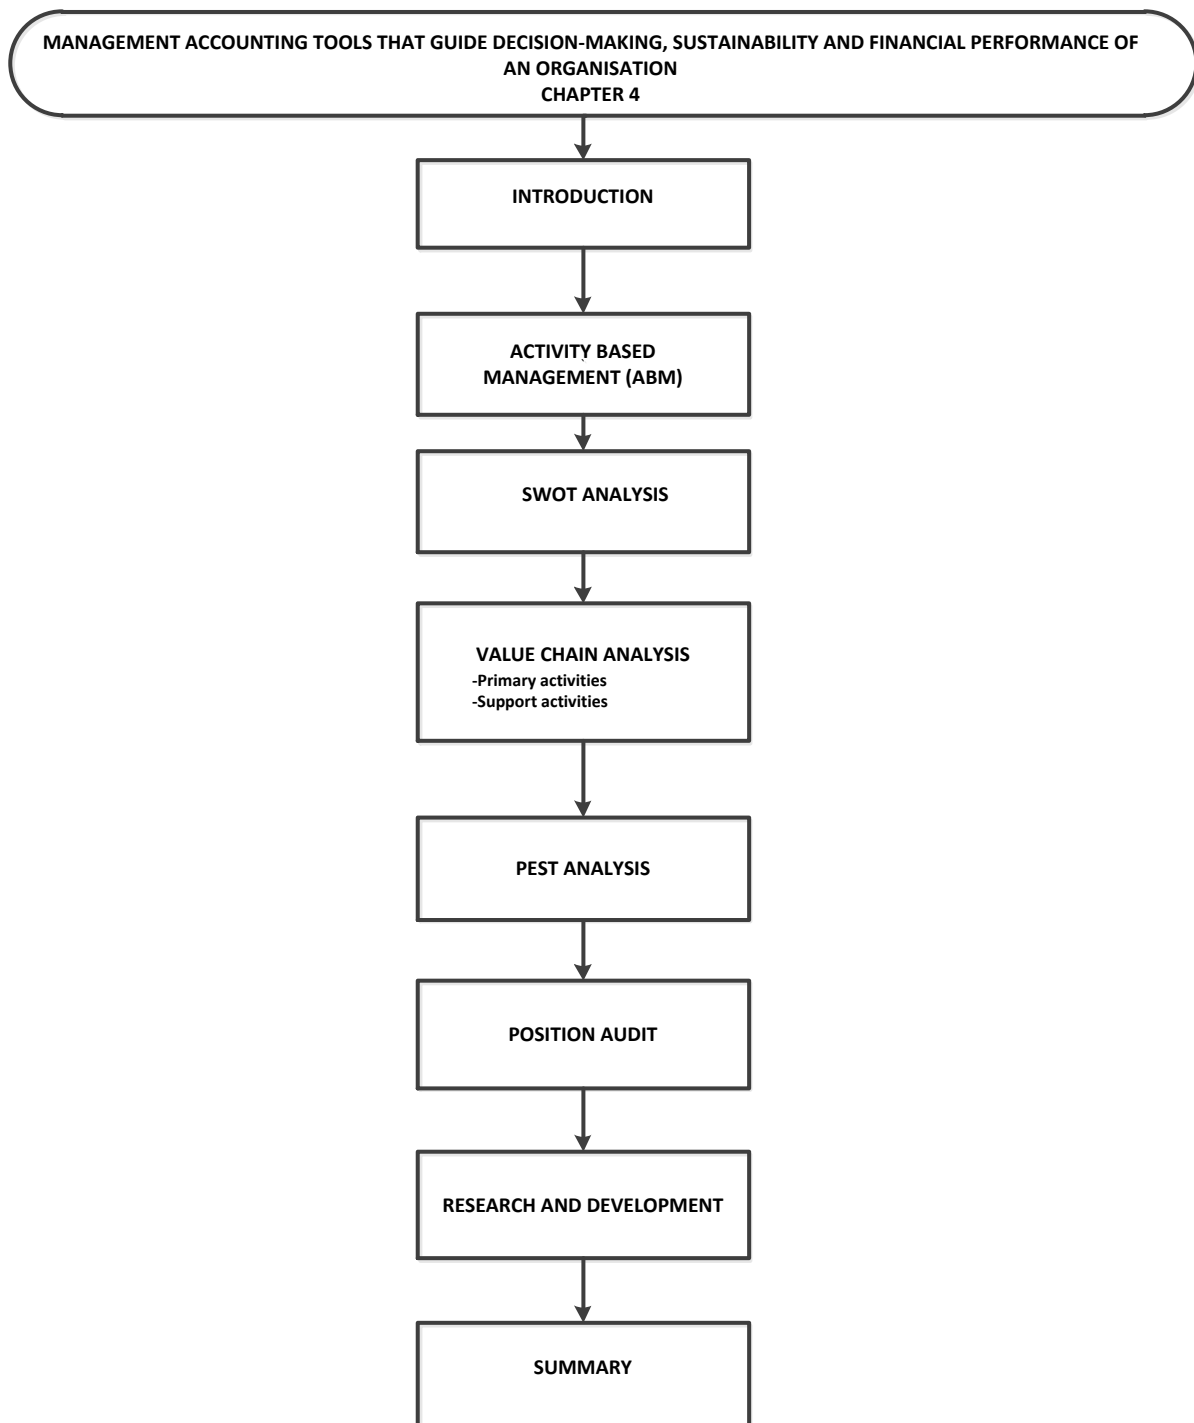 MANAGEMENT ACCOUNTING TOOLS THAT GUIDE DECISION-MAKING, SUSTAINABILITY AND FINANCIAL PERFORMANCE OF
AN ORGANISATION
CHAPTER 4
INTRODUCTION
ACTIVITY BASED
MANAGEMENT (ABM)
SWOT ANALYSIS
VALUE CHAIN ANALYSIS
-Primary activities
-Support activities
PEST ANALYSIS
POSITION AUDIT
RESEARCH AND DEVELOPMENT
SUMMARY